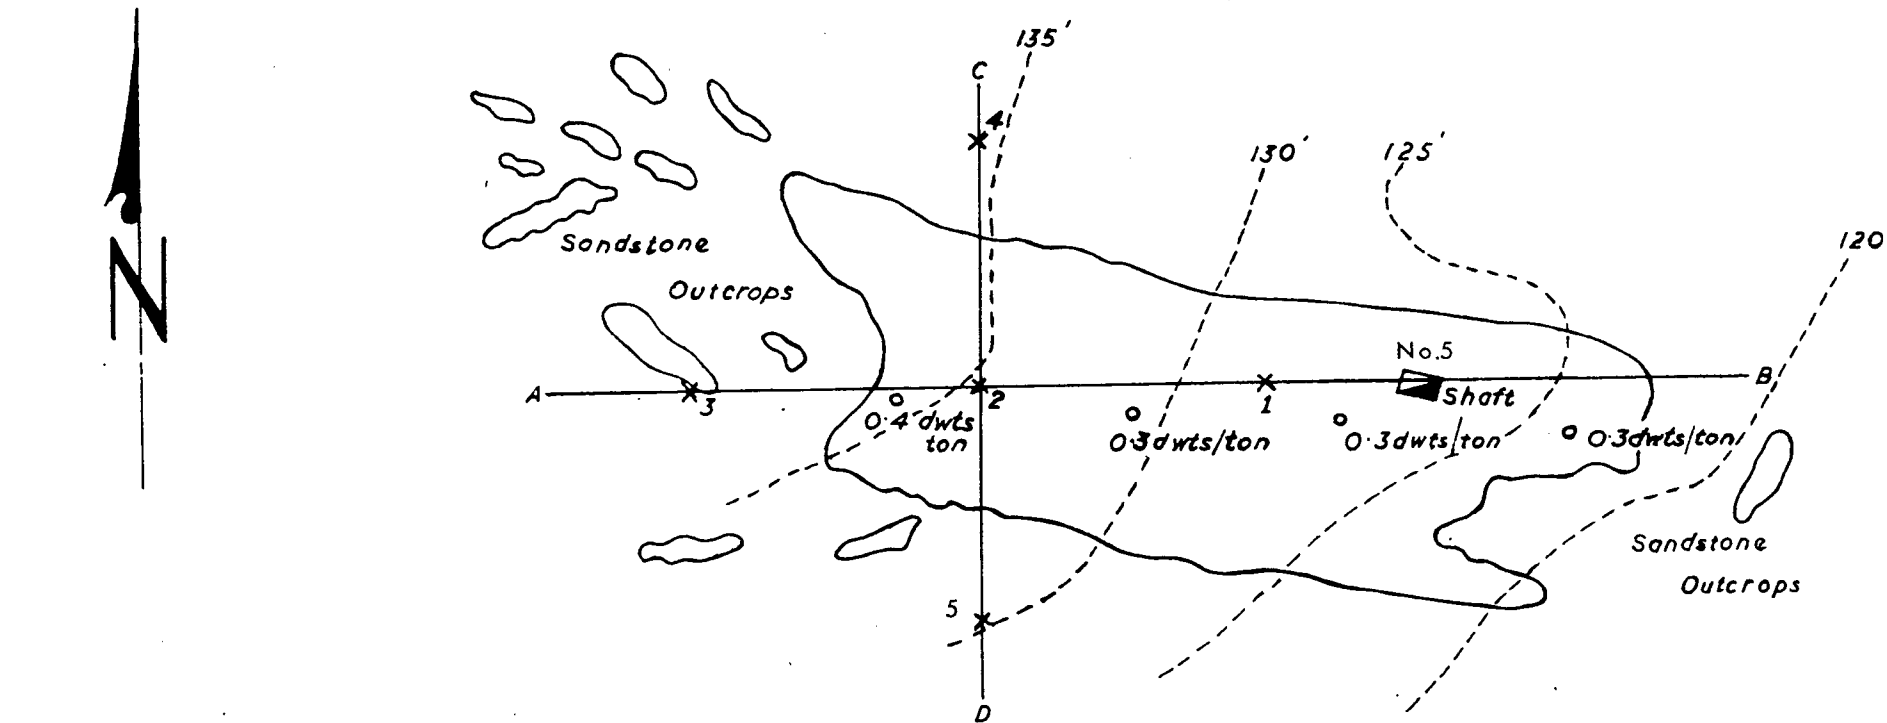 135'
C
4
130'
125'
120
N
Sandstone
Outcrops
No.5
Shaft
A
3
2
1
B
0.4 dwts
ton
0.3dwts/ton
0.3dwts/ton
0.3dwts/ton
Sandstone
Outcrops
5
D